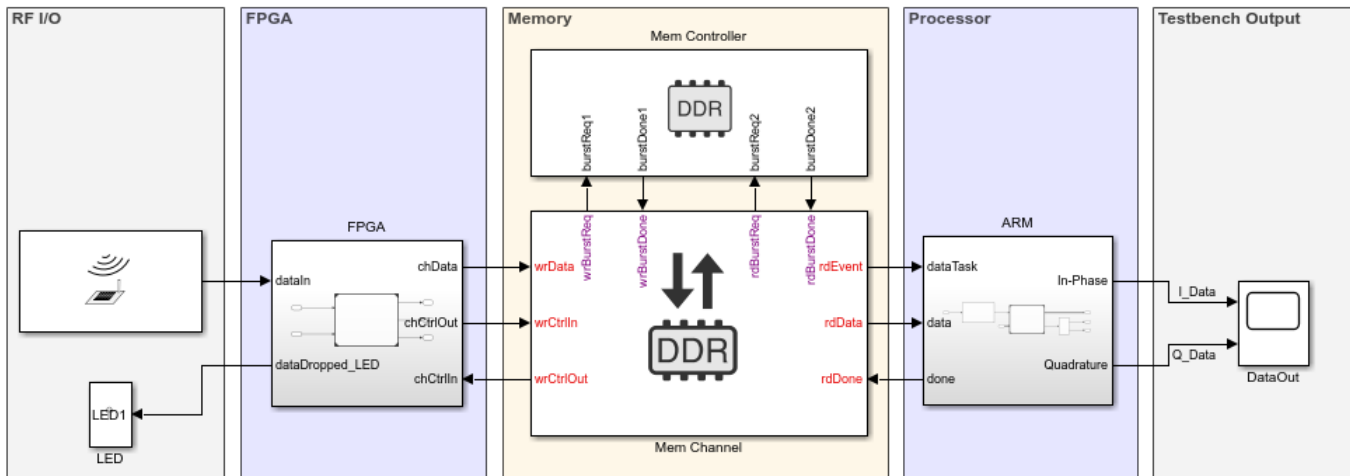 RF I/O
FPGA
Memory
Processor
Testbench Output
Mem Controller
DDR
burstReq1
burstDone1
burstReq2
burstDone2
wrBurstReq
wrBurstDone
rdBurstReq
rdBurstDone
FPGA
dataIn
chData
chCtrlOut
dataDropped_LED
chCtrlIn
wrData
wrCtrlIn
wrCtrlOut
DDR
rdEvent
rdData
rdDone
Mem Channel
ARM
dataTask
data
done
In-Phase
Quadrature
I_Data
Q_Data
DataOut
LED1
LED